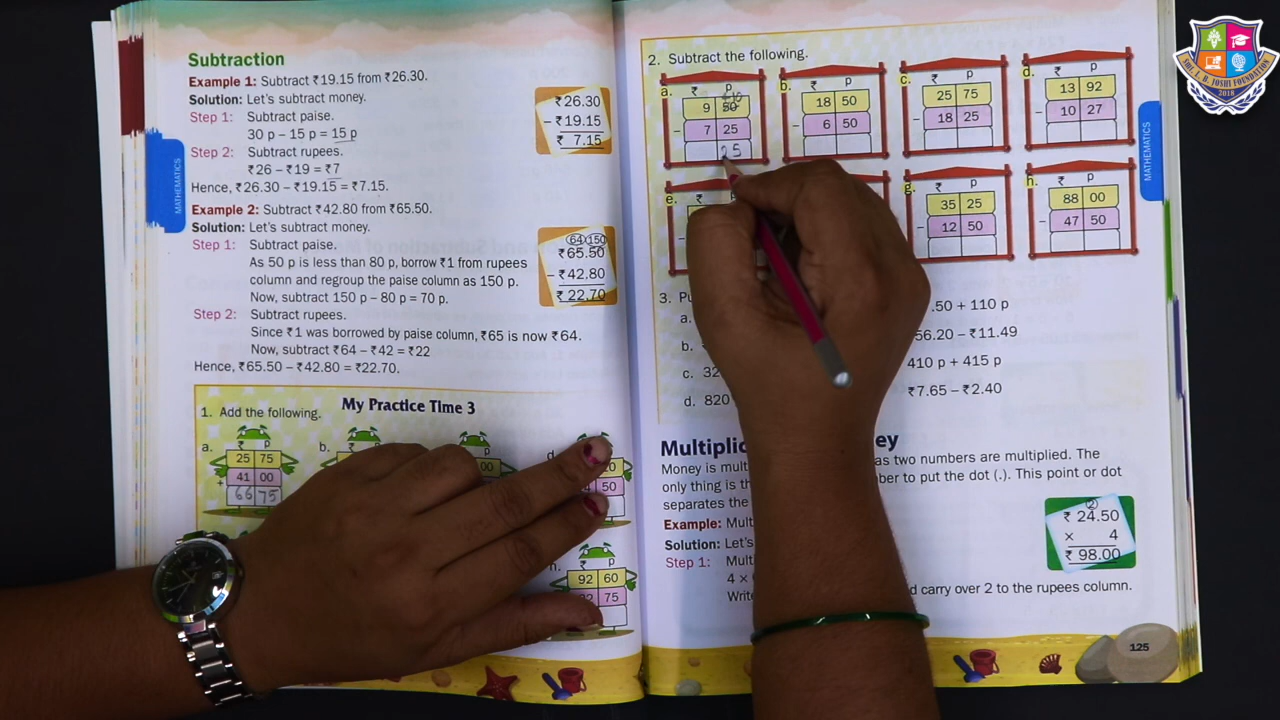 Subtraction
Example 1: Subtract ₹19.15 from ₹26.30.
Solution: Let's subtract money.
Step 1: Subtract paise.
30 p – 15 p = 15 p
Step 2: Subtract rupees.
₹26 – ₹19 = ₹7
Hence, ₹26.30 – ₹19.15 = ₹7.15.
₹26.30
– ₹19.15
₹ 7.15
Example 2: Subtract ₹42.80 from ₹65.50.
Solution: Let's subtract money.
Step 1: Subtract paise.
As 50 p is less than 80 p, borrow ₹1 from rupees
column and regroup the paise column as 150 p.
Now, subtract 150 p – 80 p = 70 p.
Step 2: Subtract rupees.
Since ₹1 was borrowed by paise column, ₹65 is now ₹64.
Now, subtract ₹64 – ₹42 = ₹22
Hence, ₹65.50 – ₹42.80 = ₹22.70.
64 150
₹65.50
– ₹42.80
₹ 22.70
My Practice Time 3
1. Add the following.
a. ₹ p
25 75
+ 41 00
66 75
b. ₹
00
d.
50
h.
₹ p
92 60
75
MATHEMATICS
2. Subtract the following.
a. ₹ p
9 50
– 7 25
25
b. ₹ p
18 50
– 6 50
c. ₹ p
25 75
– 18 25
d. ₹ p
13 92
– 10 27
e. ₹
g. ₹ p
35 25
– 12 50
h. ₹ p
88 00
– 47 50
3.
a.
.50 + 110 p
b.
56.20 – ₹11.49
c. 32
410 p + 415 p
d. 820
₹7.65 – ₹2.40
Money is
as two numbers are multiplied. The
only thing is
to put the dot (.). This point or dot
separates the
Example:
Solution: Let's
Step 1:
4 ×
carry over 2 to the rupees column.
2
₹ 24.50
× 4
₹ 98.00
125
MATHEMATICS
SHJ. L. B. JOSHI FOUNDATION
2018